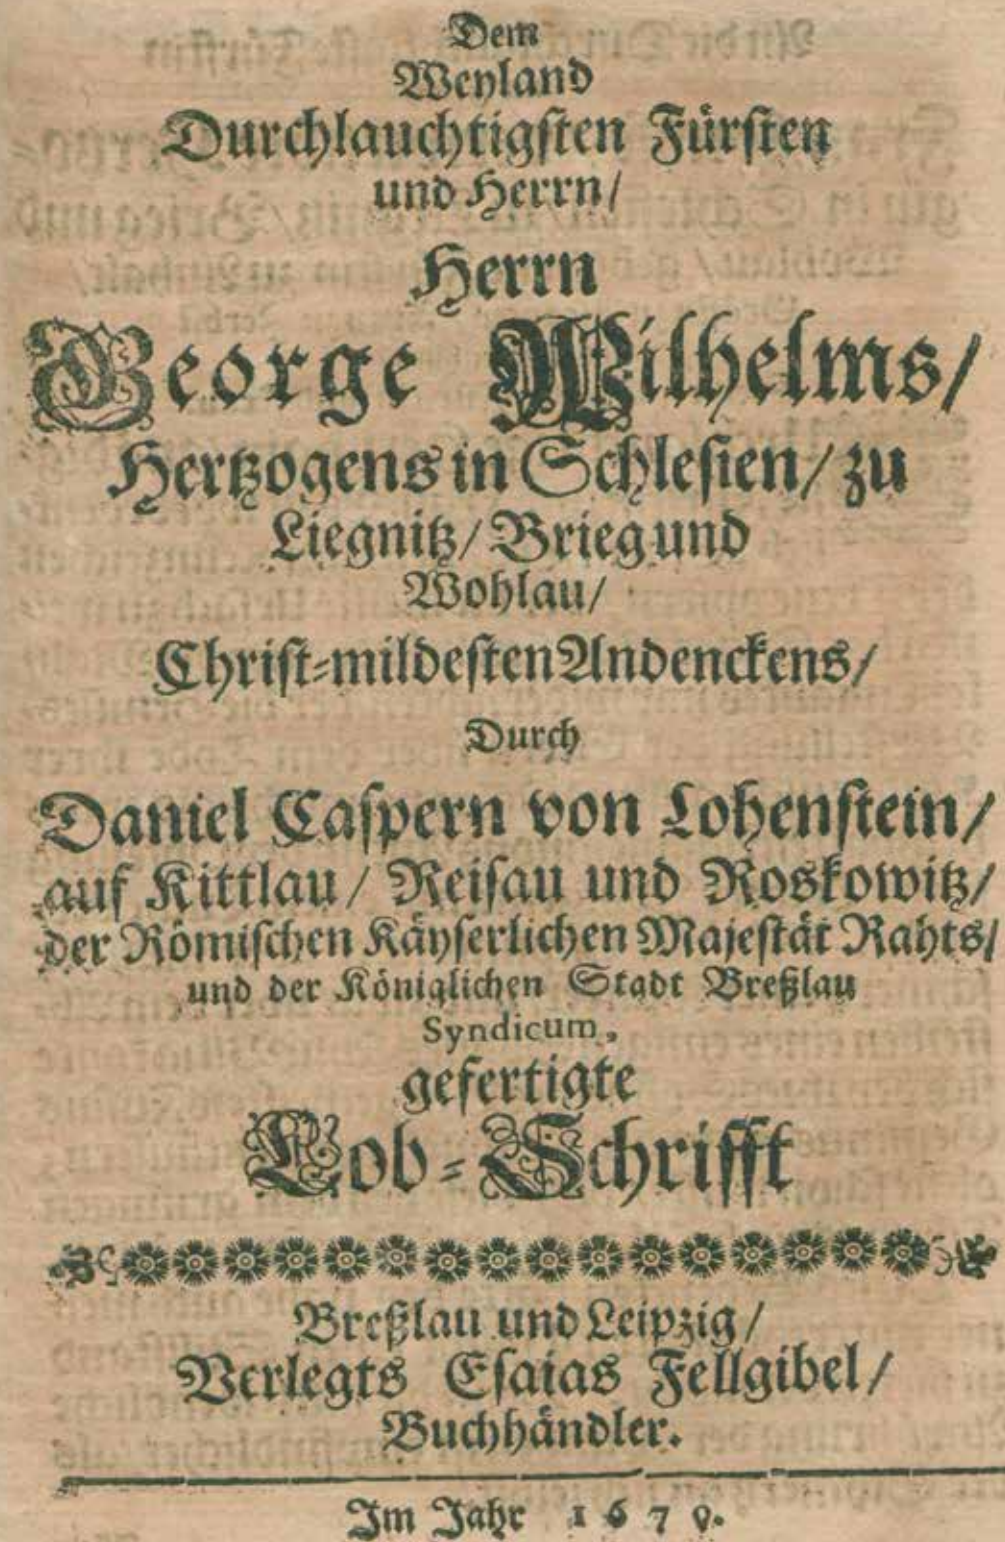 Dem
Weyland
Durchlauchtigſten Fürſten
und Herrn/
Herrn
George Wilhelms/
Hertzogens in Schleſien/ zu
Liegnitz/ Brieg und
Wohlau/
Chriſt-mildeſten Andenckens/
Durch
Daniel Caſpern von Lohenſtein/
auf Kittlau/ Reiſau und Roskowitz/
der Römiſchen Käyſerlichen Majeſtät Rahts/
und der Königlichen Stadt Breßlau
Syndicum,
gefertigte
Lob-Schrifft
Breßlau und Leipzig/
Verlegts Eſaias Fellgibel/
Buchhändler.
Im Jahr